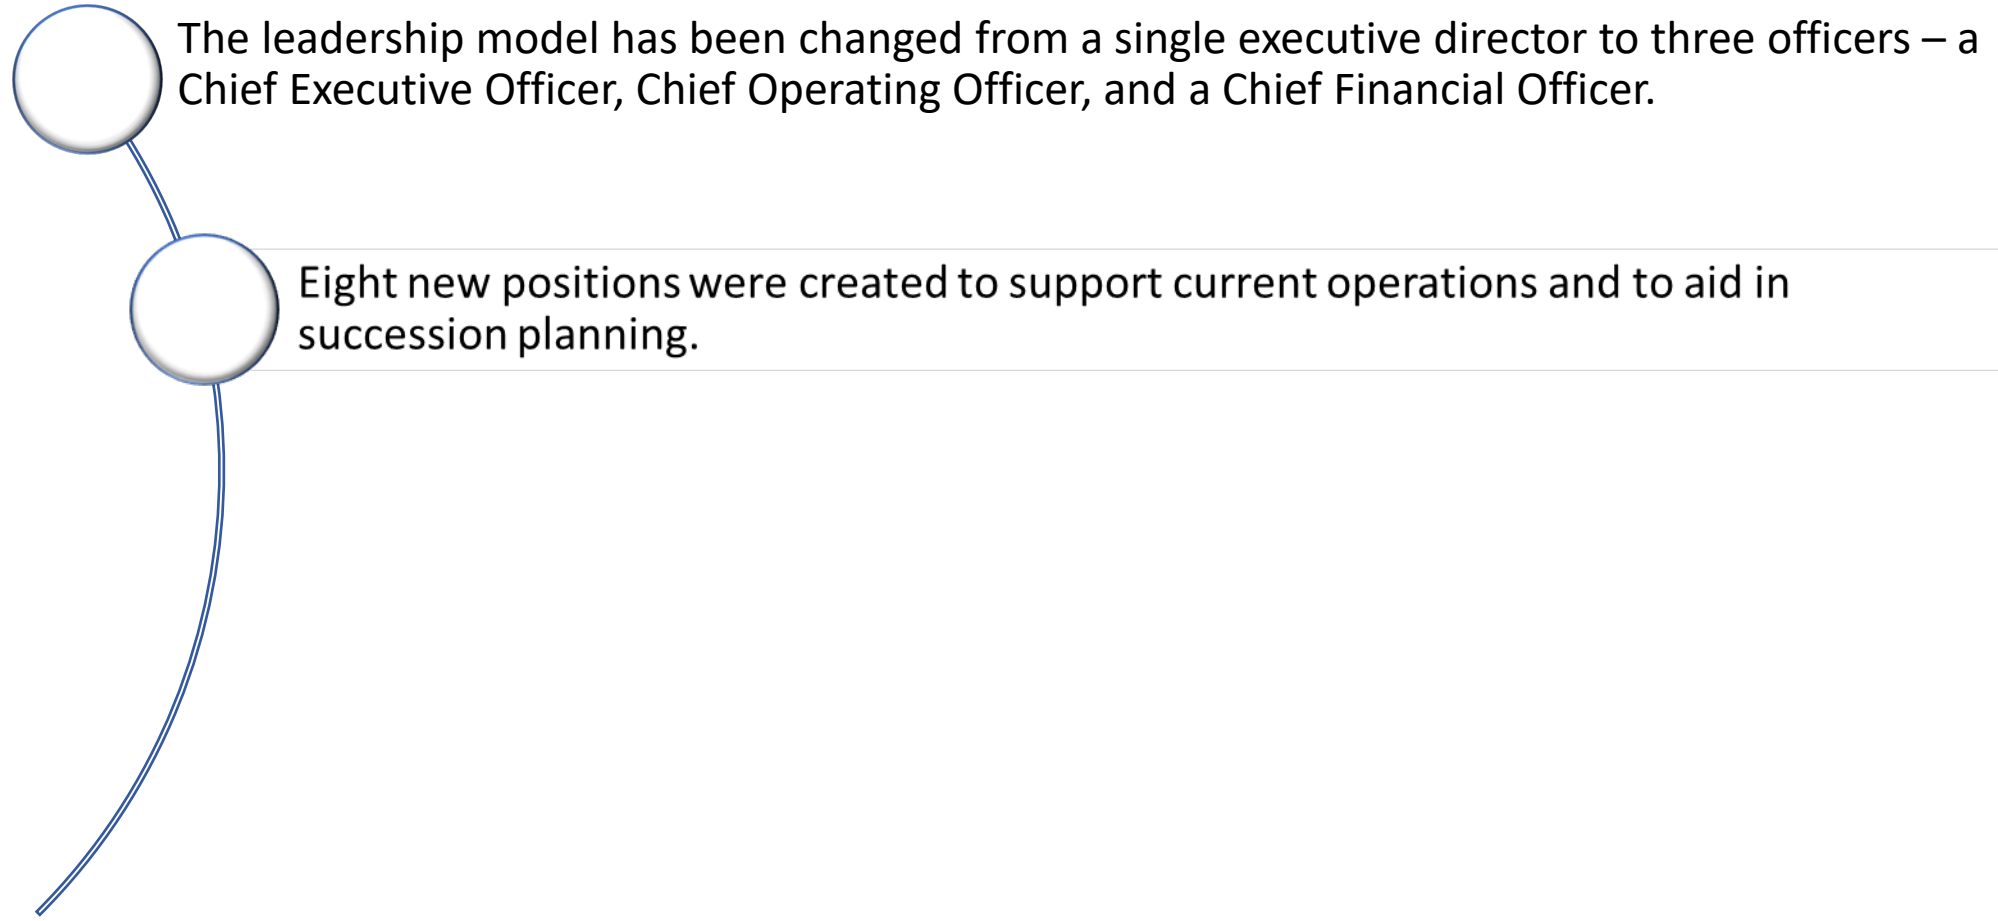 The leadership model has been changed from a single executive director to three officers – a
Chief Executive Officer, Chief Operating Officer, and a Chief Financial Officer.
Eight new positions were created to support current operations and to aid in
succession planning.